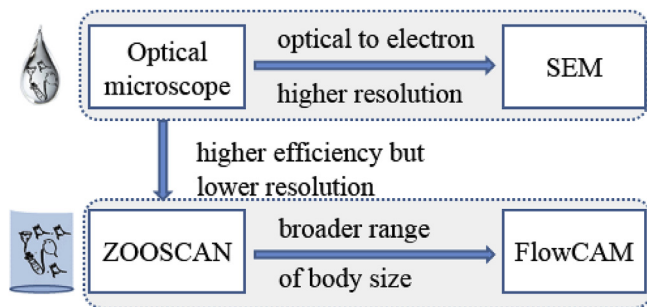 Optical
microscope
optical to electron
higher resolution
SEM
higher efficiency but
lower resolution
ZOOSCAN
broader range
of body size
FlowCAM